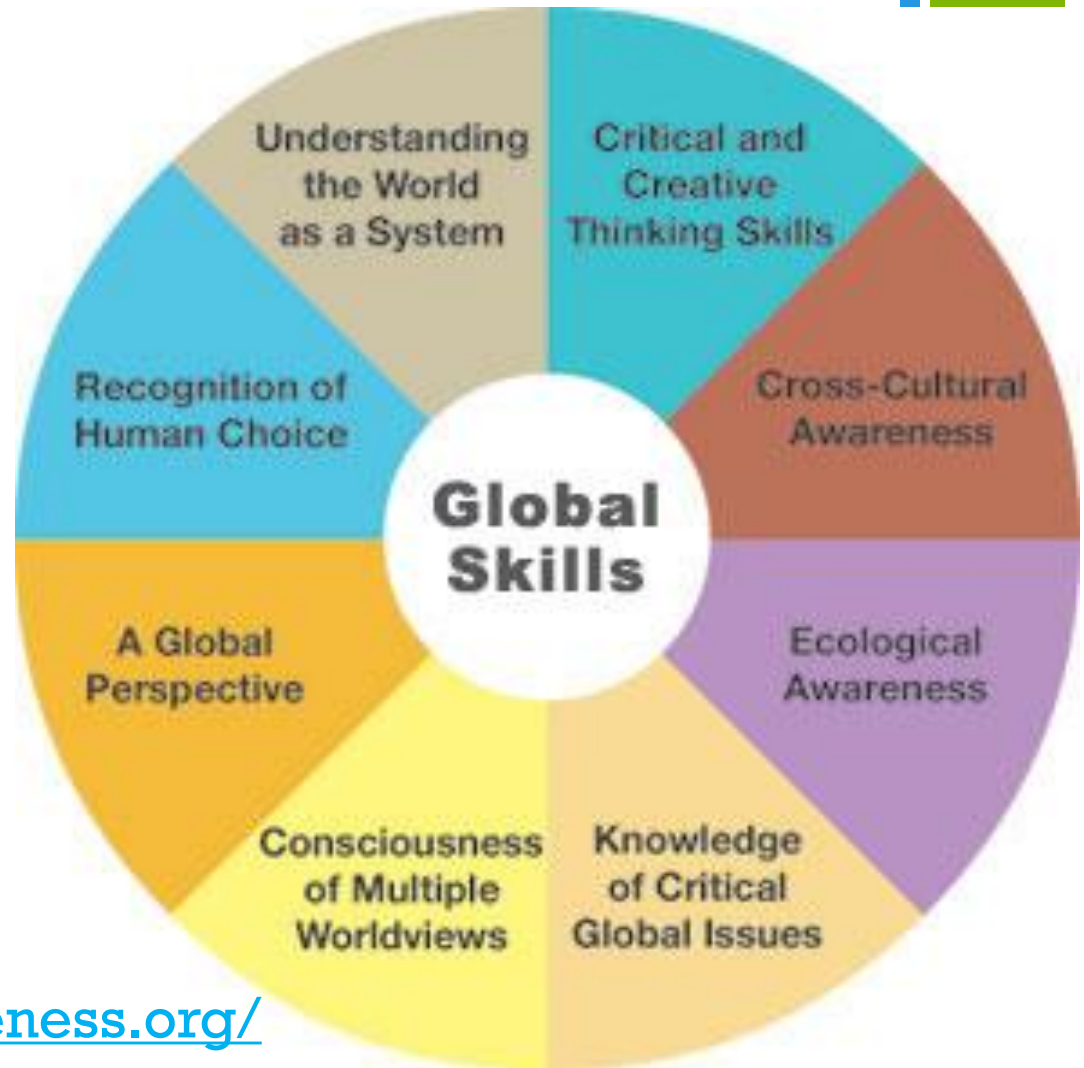 Understanding
the World
as a System
Critical and
Creative
Thinking Skills
Cross-Cultural
Awareness
Ecological
Awareness
Knowledge
of Critical
Global Issues
Consciousness
of Multiple
Worldviews
A Global
Perspective
Recognition of
Human Choice
Global
Skills
eness.org/